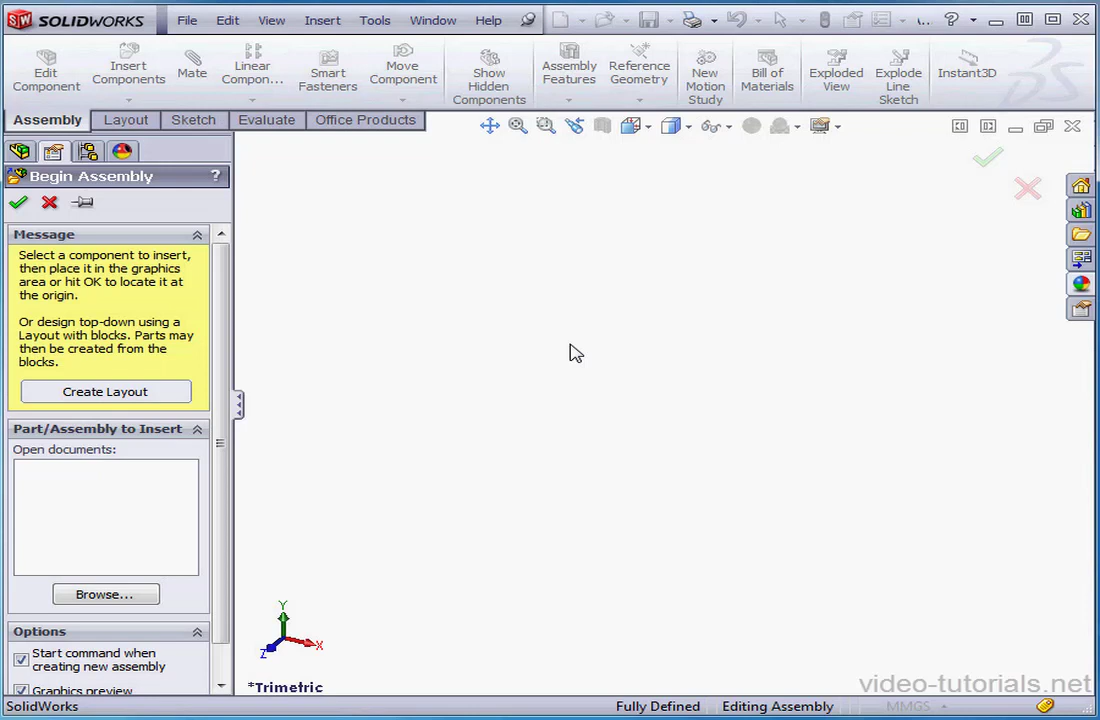 SOLIDWORKS File Edit View Insert Tools Window Help
Edit Component
Insert Components
Mate
Linear Compon...
Smart Fasteners
Move Component
Show Hidden Components
Assembly Features
Reference Geometry
New Motion Study
Bill of Materials
Exploded View
Explode Line Sketch
Instant3D
Assembly Layout Sketch Evaluate Office Products
Begin Assembly ?
Message
Select a component to insert,
then place it in the graphics
area or hit OK to locate it at
the origin.
Or design top-down using a
Layout with blocks. Parts may
then be created from the
blocks.
Create Layout
Part/Assembly to Insert
Open documents:
Browse...
Options
Start command when
creating new assembly
Graphics preview
Y
X
Z
*Trimetric
video-tutorials.net
SolidWorks Fully Defined Editing Assembly MMGS